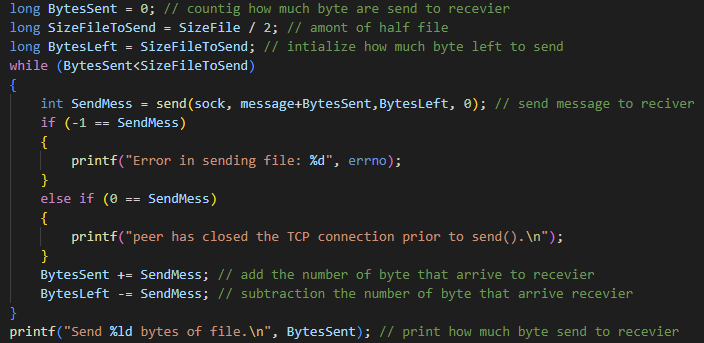 long BytesSent = 0; // countig how much byte are send to recevier
long SizeFileToSend = SizeFile / 2; // amont of half file
long BytesLeft = SizeFileToSend; // intialize how much byte left to send
while (BytesSent<SizeFileToSend)
{
    int SendMess = send(sock, message+BytesSent,BytesLeft, 0); // send message to reciver
    if (-1 == SendMess)
    {
        printf("Error in sending file: %d", errno);
    }
    else if (0 == SendMess)
    {
        printf("peer has closed the TCP connection prior to send().\n");
    }
    BytesSent += SendMess; // add the number of byte that arrive to recevier
    BytesLeft -= SendMess; // subtraction the number of byte that arrive recevier
}
printf("Send %ld bytes of file.\n", BytesSent); // print how much byte send to recevier